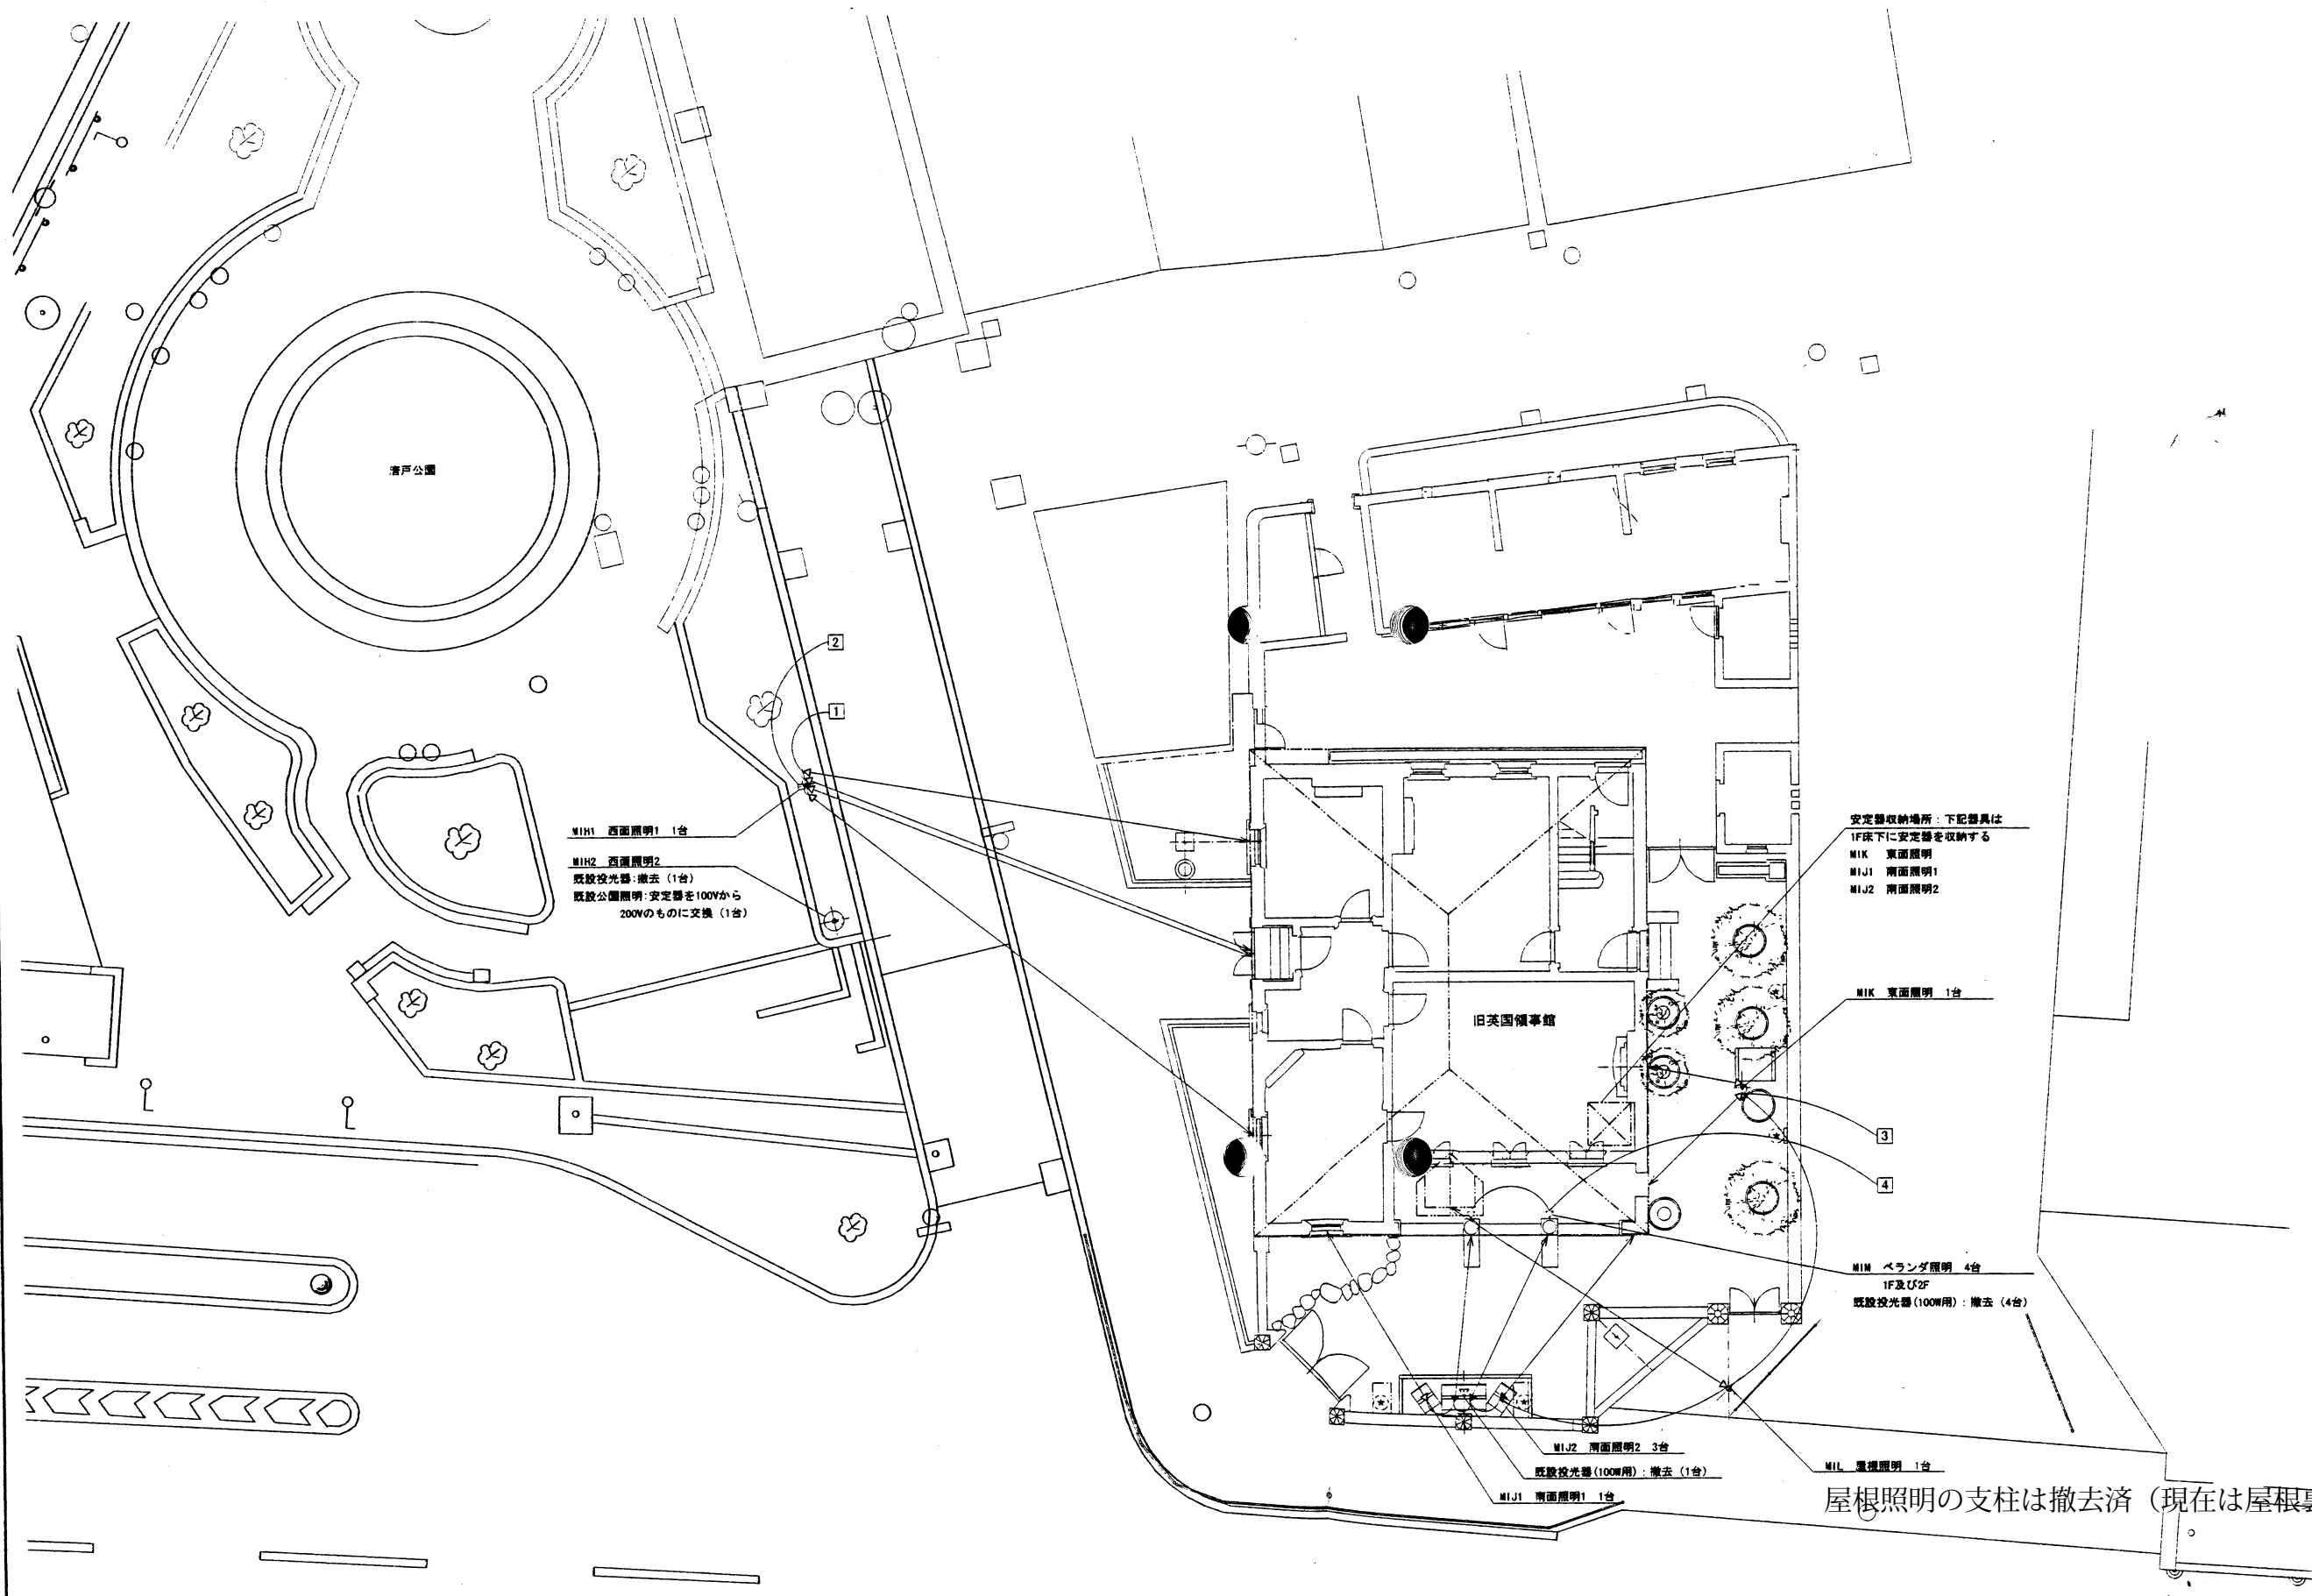 唐戸公園
2
1
MIH1 西面照明1 1台
MIH2 西面照明2
既設投光器:撤去(1台)
既設公園照明:安定器を100Vから
200Vのものに交換(1台)
安定器収納場所:下記器具は
1F床下に安定器を収納する
MIK 東面照明
MIJ1 南面照明1
MIJ2 南面照明2
MIK 東面照明 1台
旧英国領事館
3
4
MIM ベランダ照明 4台
1F及び2F
既設投光器(100W用):撤去(4台)
MIJ2 南面照明2 3台
既設投光器(100W用):撤去(1台)
MIJ1 南面照明1 1台
MIL 屋根照明 1台
屋根照明の支柱は撤去済(現在は屋根裏